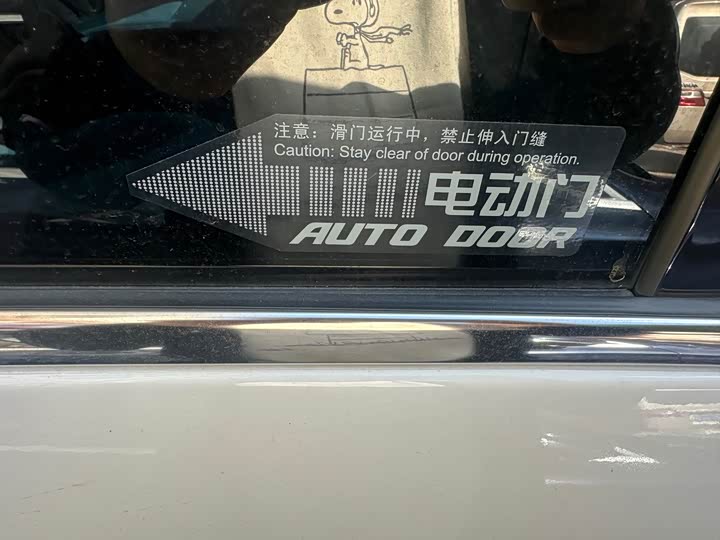 注意：滑门运行中，禁止伸入门缝
Caution: Stay clear of door during operation.
电动门
AUTO DOOR